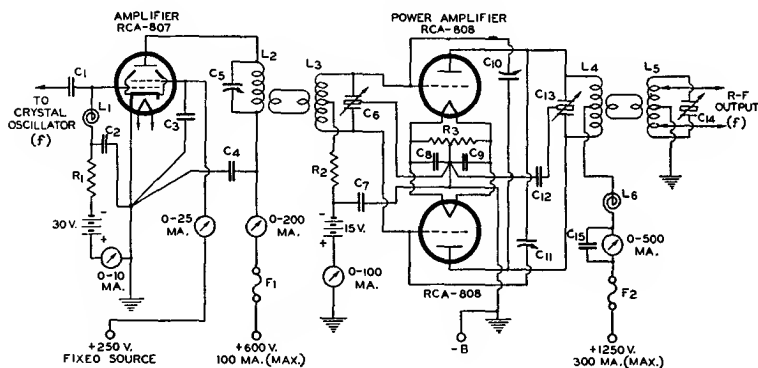 AMPLIFIER
RCA-807
POWER AMPLIFIER
RCA-808
C1
L1
C2
C3
C5
L2
L3
C6
C10
C13
L4
L5
C14
R-F
OUTPUT
(f)
TO
CRYSTAL
OSCILLATOR
(f)
R1
C4
R2
R3
C8
C9
C7
C12
L6
30 V.
0-25
MA.
0-200
MA.
15V.
C11
C15
0-500
MA.
0-10
MA.
F1
0-100
MA.
RCA-808
F2
+250 V.
FIXED SOURCE
+600 V.
100 MA.(MAX.)
-B
+1250 V.
300 MA.(MAX.)